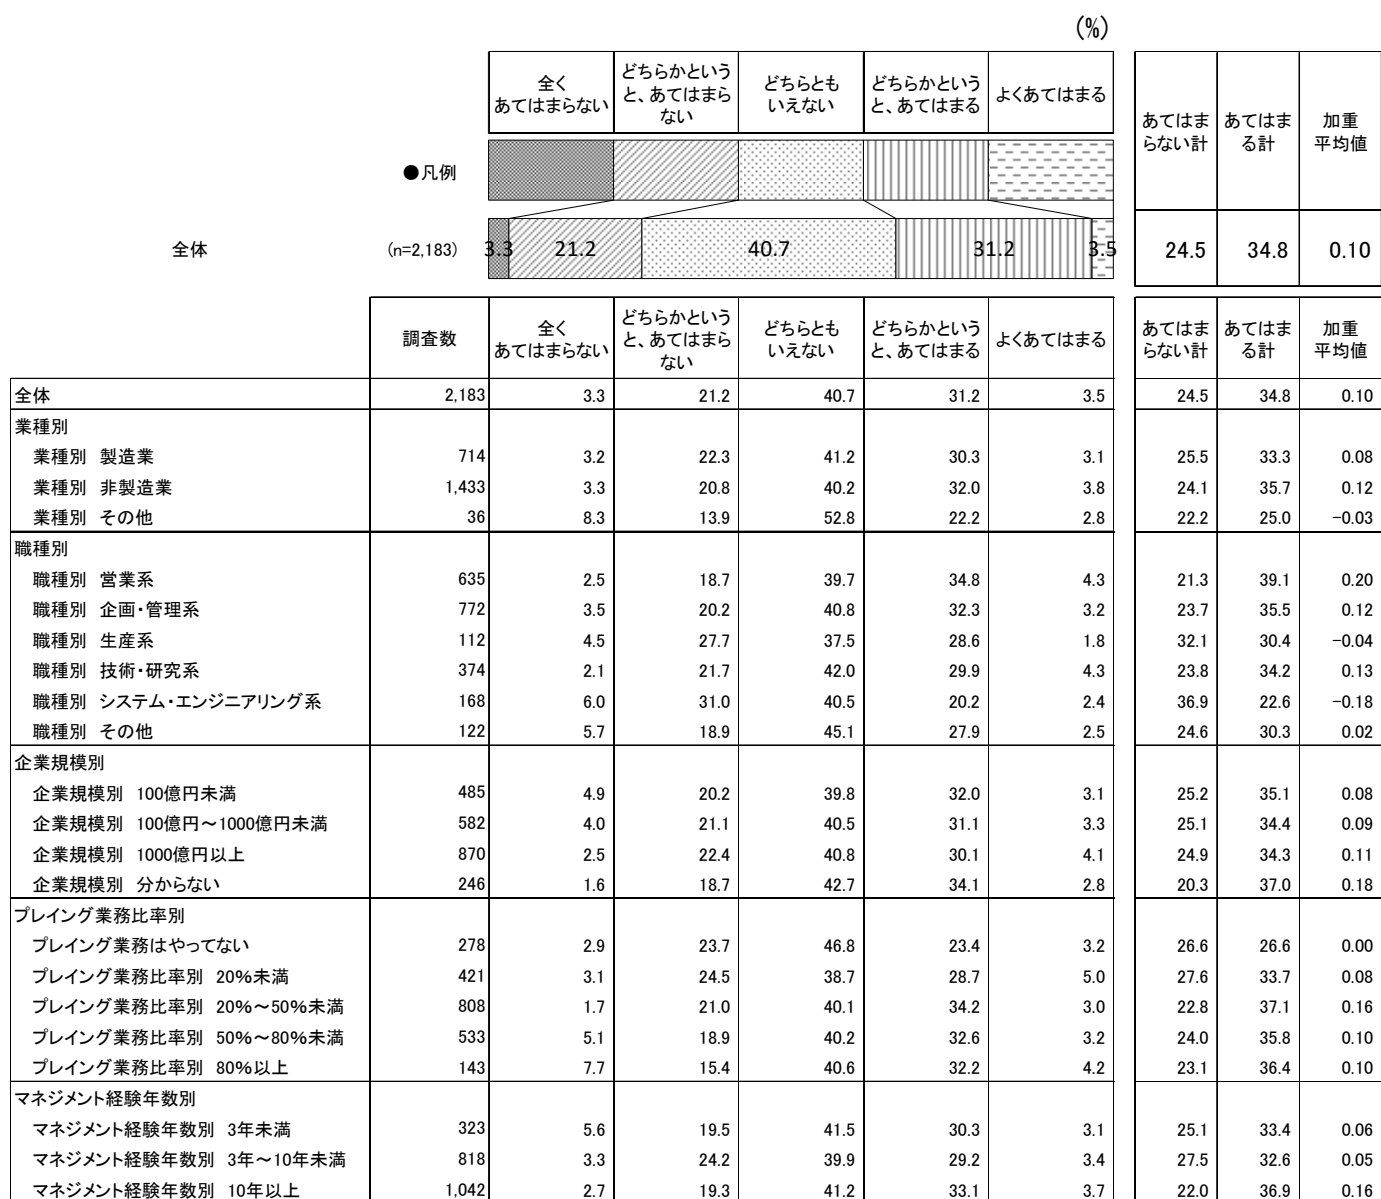 (%)
全く
あてはまらない
どちらかという
と、あてはまら
ない
どちらとも
いえない
どちらかという
と、あてはまる
よくあてはまる
あてはま
らない計
あてはま
る計
加重
平均値
●凡例
全体 (n=2,183) 3.3 21.2 40.7 31.2 3.5 24.5 34.8 0.10
調査数
全く
あてはまらない
どちらかという
と、あてはまら
ない
どちらとも
いえない
どちらかという
と、あてはまる
よくあてはまる
あてはま
らない計
あてはま
る計
加重
平均値
全体 2,183 3.3 21.2 40.7 31.2 3.5 24.5 34.8 0.10
業種別
業種別 製造業 714 3.2 22.3 41.2 30.3 3.1 25.5 33.3 0.08
業種別 非製造業 1,433 3.3 20.8 40.2 32.0 3.8 24.1 35.7 0.12
業種別 その他 36 8.3 13.9 52.8 22.2 2.8 22.2 25.0 −0.03
職種別
職種別 営業系 635 2.5 18.7 39.7 34.8 4.3 21.3 39.1 0.20
職種別 企画・管理系 772 3.5 20.2 40.8 32.3 3.2 23.7 35.5 0.12
職種別 生産系 112 4.5 27.7 37.5 28.6 1.8 32.1 30.4 −0.04
職種別 技術・研究系 374 2.1 21.7 42.0 29.9 4.3 23.8 34.2 0.13
職種別 システム・エンジニアリング系 168 6.0 31.0 40.5 20.2 2.4 36.9 22.6 −0.18
職種別 その他 122 5.7 18.9 45.1 27.9 2.5 24.6 30.3 0.02
企業規模別
企業規模別 100億円未満 485 4.9 20.2 39.8 32.0 3.1 25.2 35.1 0.08
企業規模別 100億円～1000億円未満 582 4.0 21.1 40.5 31.1 3.3 25.1 34.4 0.09
企業規模別 1000億円以上 870 2.5 22.4 40.8 30.1 4.1 24.9 34.3 0.11
企業規模別 分からない 246 1.6 18.7 42.7 34.1 2.8 20.3 37.0 0.18
プレイング業務比率別
プレイング業務はやってない 278 2.9 23.7 46.8 23.4 3.2 26.6 26.6 0.00
プレイング業務比率別 20%未満 421 3.1 24.5 38.7 28.7 5.0 27.6 33.7 0.08
プレイング業務比率別 20%～50%未満 808 1.7 21.0 40.1 34.2 3.0 22.8 37.1 0.16
プレイング業務比率別 50%～80%未満 533 5.1 18.9 40.2 32.6 3.2 24.0 35.8 0.10
プレイング業務比率別 80%以上 143 7.7 15.4 40.6 32.2 4.2 23.1 36.4 0.10
マネジメント経験年数別
マネジメント経験年数別 3年未満 323 5.6 19.5 41.5 30.3 3.1 25.1 33.4 0.06
マネジメント経験年数別 3年～10年未満 818 3.3 24.2 39.9 29.2 3.4 27.5 32.6 0.05
マネジメント経験年数別 10年以上 1,042 2.7 19.3 41.2 33.1 3.7 22.0 36.9 0.16